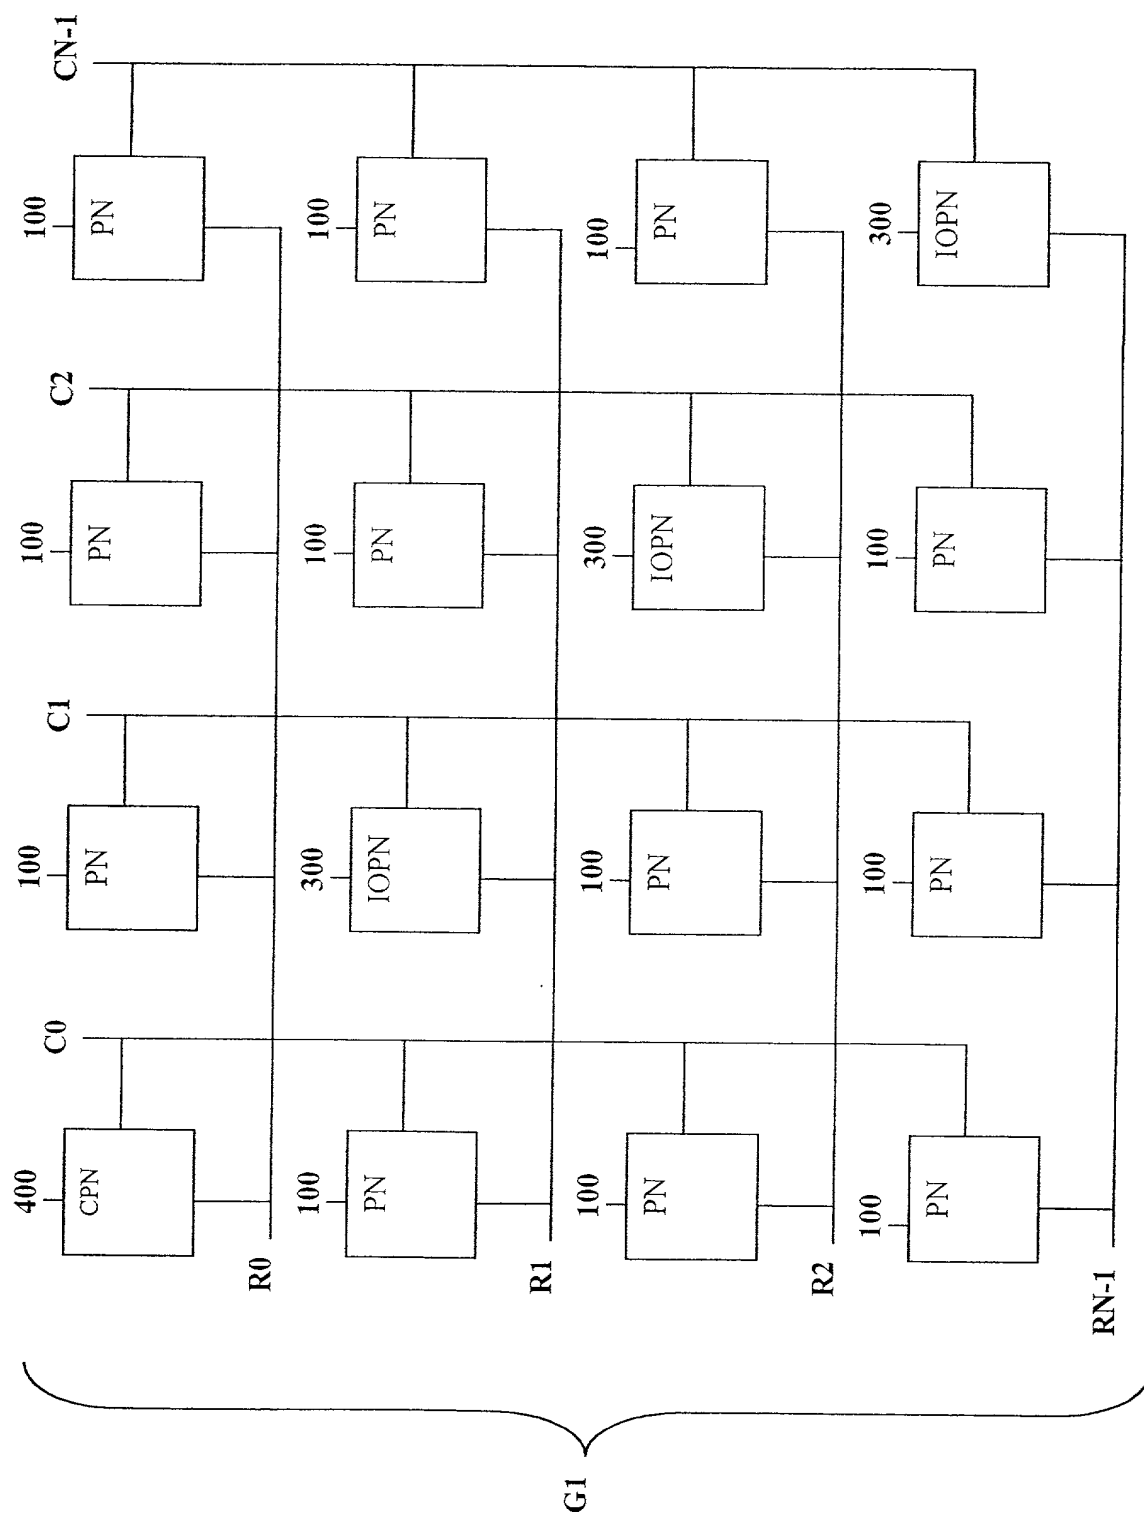 400 C0 100 C1 100 C2 100 CN-1
CPN PN PN PN
R0
100 300 100 100
PN IOPN PN PN
R1
G1
100 100 300 100
PN PN IOPN PN
R2
100 100 100 300
PN PN PN IOPN
RN-1